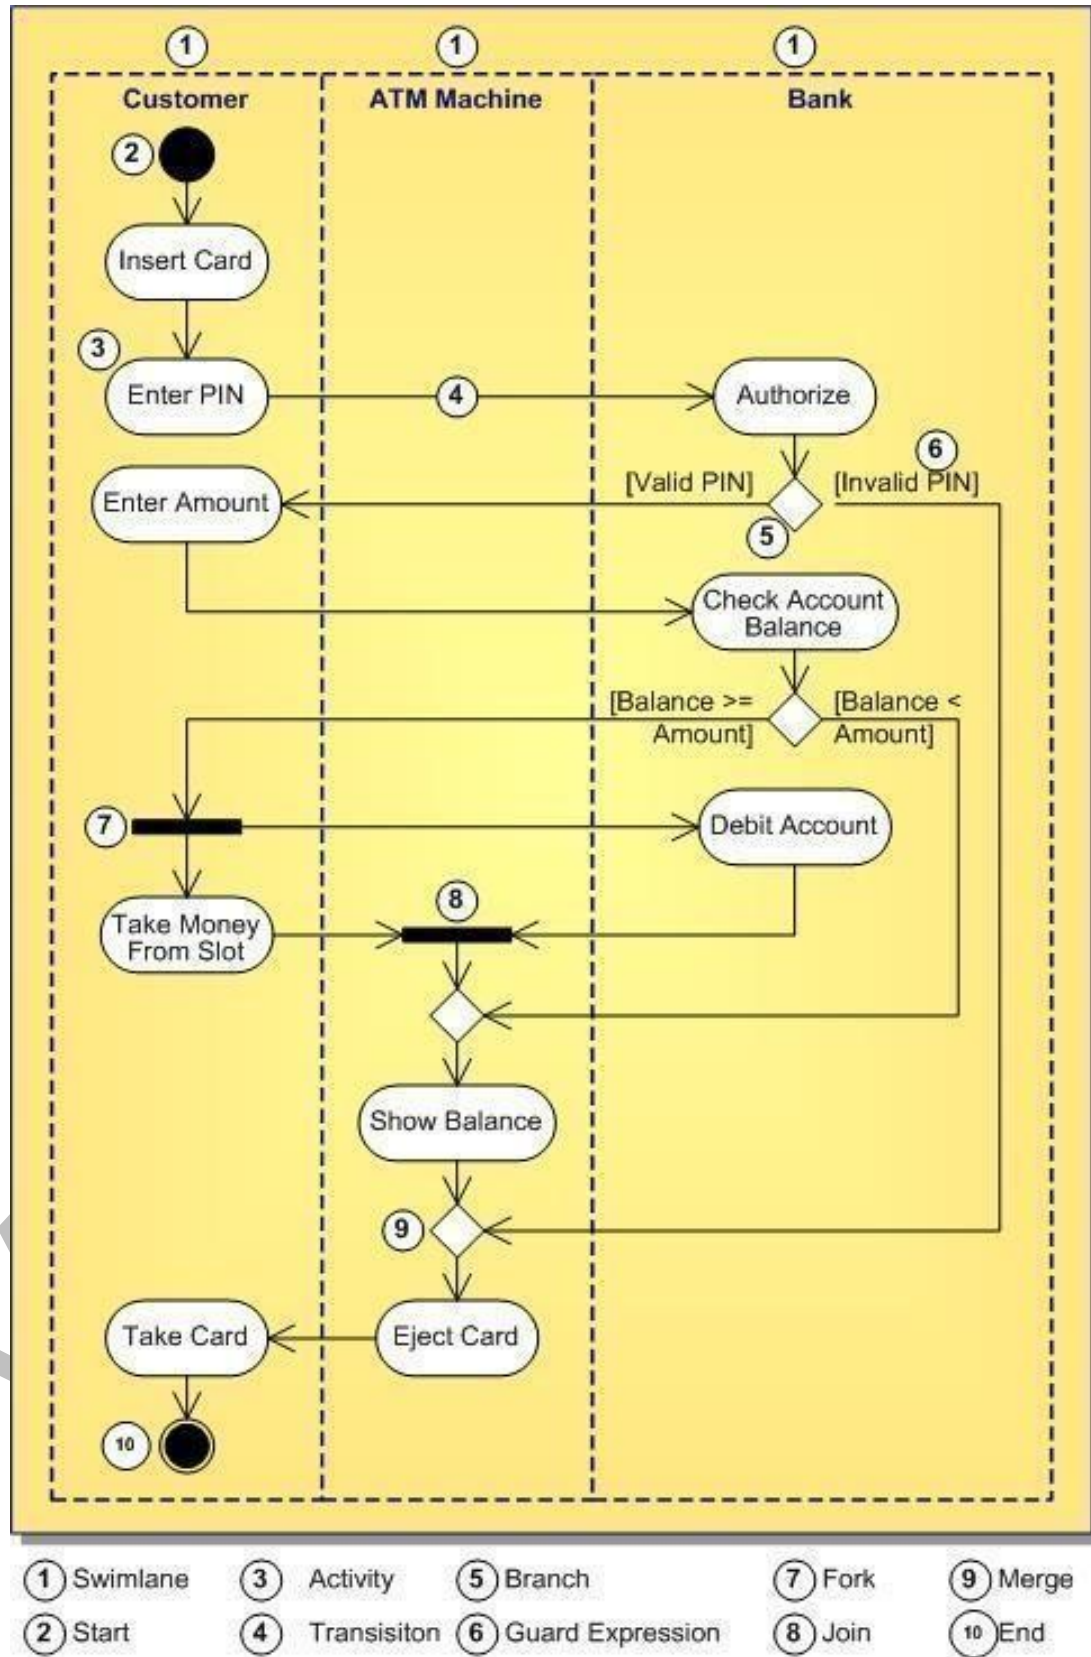 1 1 1
Customer ATM Machine Bank
2
Insert Card
3
Enter PIN
4
Authorize
6
[Valid PIN] [Invalid PIN]
Enter Amount
5
Check Account
Balance
[Balance >= [Balance <
Amount] Amount]
7
Debit Account
8
Take Money
From Slot
Show Balance
9
Take Card
Eject Card
10
1 Swimlane 3 Activity 5 Branch 7 Fork 9 Merge
2 Start 4 Transisiton 6 Guard Expression 8 Join 10 End